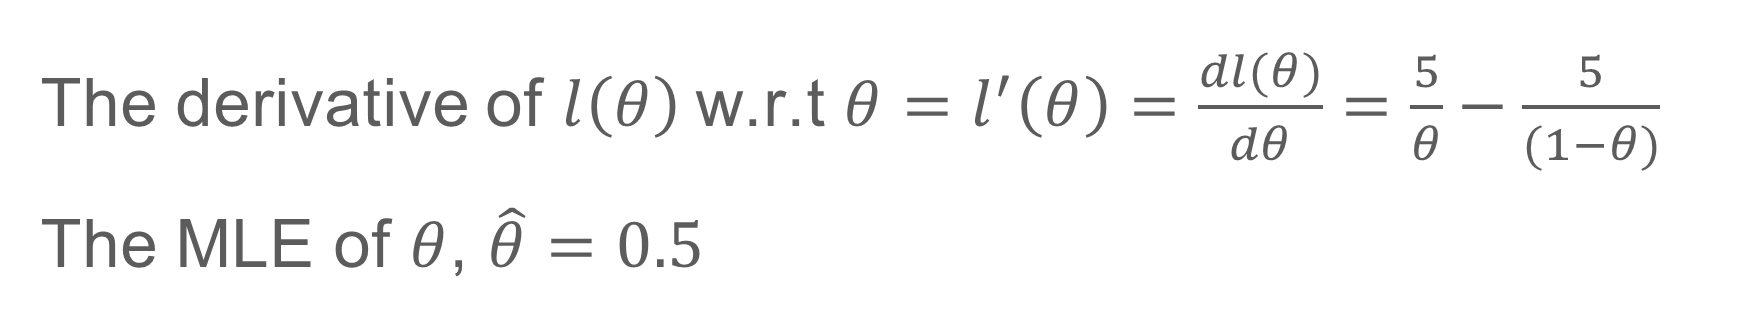 The derivative of l(θ) w.r.t θ = l′(θ) = dl(θ)/dθ = 5/θ − 5/(1−θ)
The MLE of θ, θ̂ = 0.5